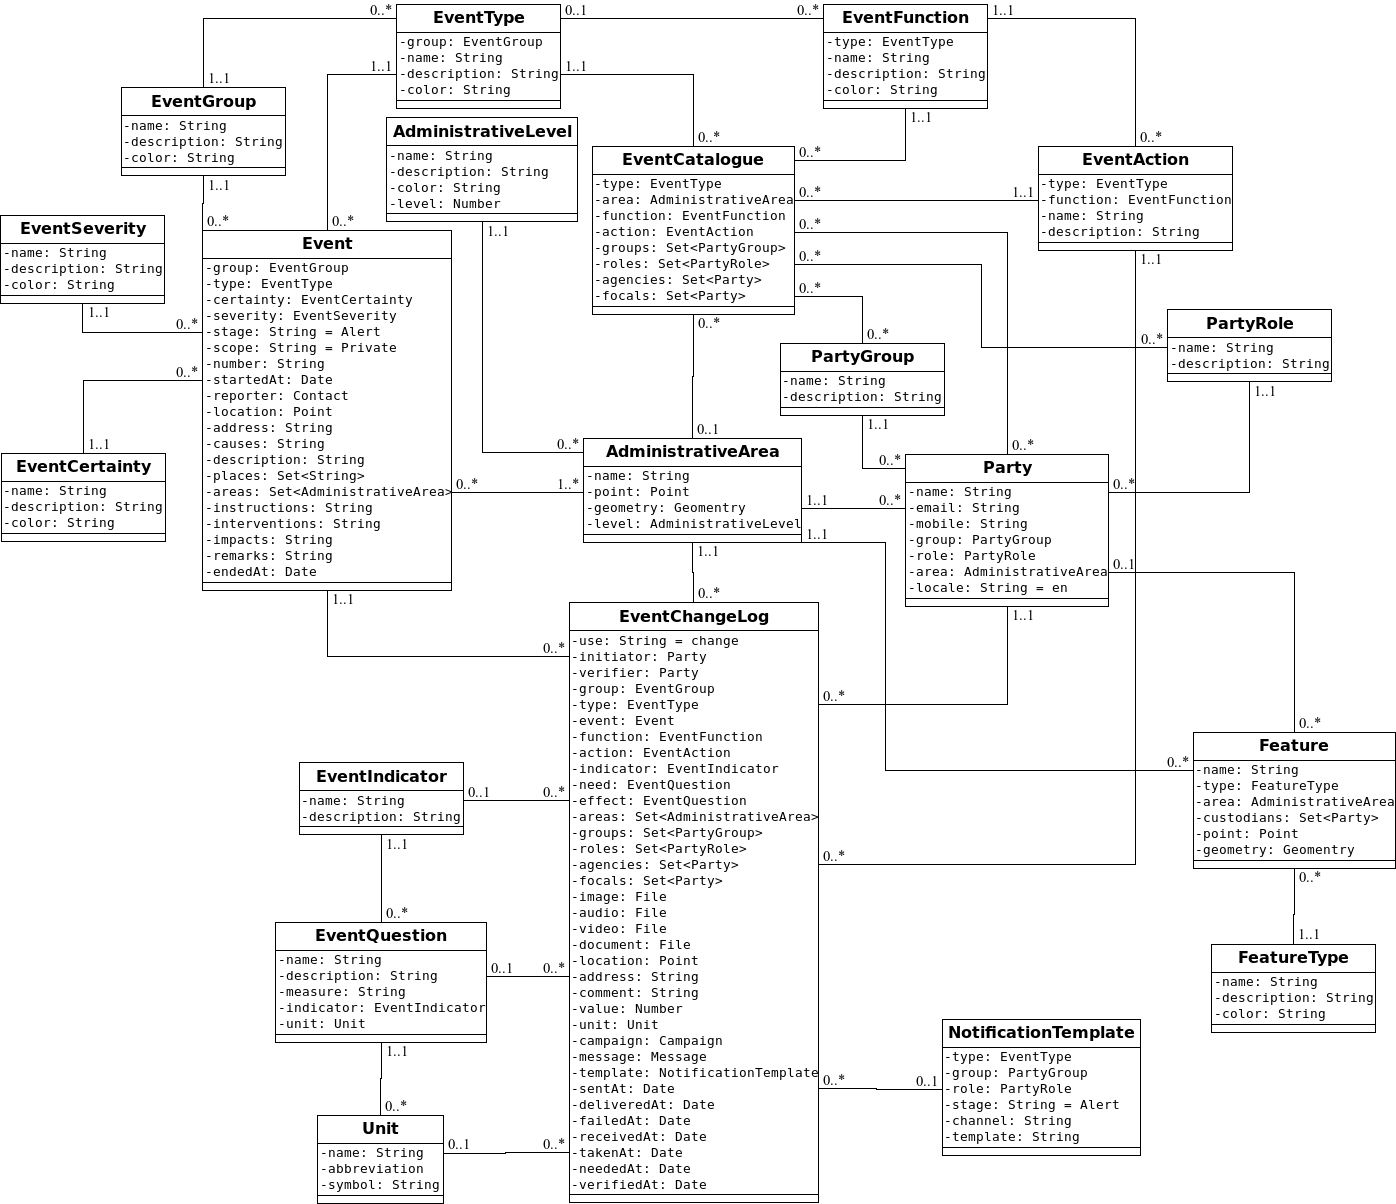 EventType
-group: EventGroup
-name: String
-description: String
-color: String
0..*
0..1
1..1
1..1
EventFunction
-type: EventType
-name: String
-description: String
-color: String
0..*
1..1
1..1
EventGroup
-name: String
-description: String
-color: String
1..1
1..1
AdministrativeLevel
-name: String
-description: String
-color: String
-level: Number
1..1
EventCatalogue
-type: EventType
-area: AdministrativeArea
-function: EventFunction
-action: EventAction
-groups: Set<PartyGroup>
-roles: Set<PartyRole>
-agencies: Set<Party>
-focals: Set<Party>
0..*
0..*
0..*
0..*
0..*
0..*
0..*
EventAction
-type: EventType
-function: EventFunction
-name: String
-description: String
0..*
1..1
1..1
EventSeverity
-name: String
-description: String
-color: String
1..1
Event
-group: EventGroup
-type: EventType
-certainty: EventCertainty
-severity: EventSeverity
-stage: String = Alert
-scope: String = Private
-number: String
-startedAt: Date
-reporter: Contact
-location: Point
-address: String
-causes: String
-description: String
-places: Set<String>
-areas: Set<AdministrativeArea>
-instructions: String
-interventions: String
-impacts: String
-remarks: String
-endedAt: Date
0..*
0..*
0..*
0..*
0..*
1..1
PartyRole
-name: String
-description: String
0..*
1..1
PartyGroup
-name: String
-description: String
0..*
1..1
EventCertainty
-name: String
-description: String
-color: String
1..1
AdministrativeArea
-name: String
-point: Point
-geometry: Geomentry
-level: AdministrativeLevel
0..1
0..*
1..*
1..1
1..1
1..1
Party
-name: String
-email: String
-mobile: String
-group: PartyGroup
-role: PartyRole
-area: AdministrativeArea
-locale: String = en
0..*
0..*
0..*
0..*
0..1
1..1
EventChangeLog
-use: String = change
-initiator: Party
-verifier: Party
-group: EventGroup
-type: EventType
-event: Event
-function: EventFunction
-action: EventAction
-indicator: EventIndicator
-need: EventQuestion
-effect: EventQuestion
-areas: Set<AdministrativeArea>
-groups: Set<PartyGroup>
-roles: Set<PartyRole>
-agencies: Set<Party>
-focals: Set<Party>
-image: File
-audio: File
-video: File
-document: File
-location: Point
-address: String
-comment: String
-value: Number
-unit: Unit
-campaign: Campaign
-message: Message
-template: NotificationTemplate
-sentAt: Date
-deliveredAt: Date
-failedAt: Date
-receivedAt: Date
-takenAt: Date
-neededAt: Date
-verifiedAt: Date
0..*
0..*
0..*
0..*
0..*
0..*
0..*
0..*
Feature
-name: String
-type: FeatureType
-area: AdministrativeArea
-custodians: Set<Party>
-point: Point
-geometry: Geomentry
0..*
0..*
0..*
EventIndicator
-name: String
-description: String
0..1
1..1
EventQuestion
-name: String
-description: String
-measure: String
-indicator: EventIndicator
-unit: Unit
0..*
0..1
1..1
FeatureType
-name: String
-description: String
-color: String
1..1
NotificationTemplate
-type: EventType
-group: PartyGroup
-role: PartyRole
-stage: String = Alert
-channel: String
-template: String
0..1
Unit
-name: String
-abbreviation
-symbol: String
0..*
0..1